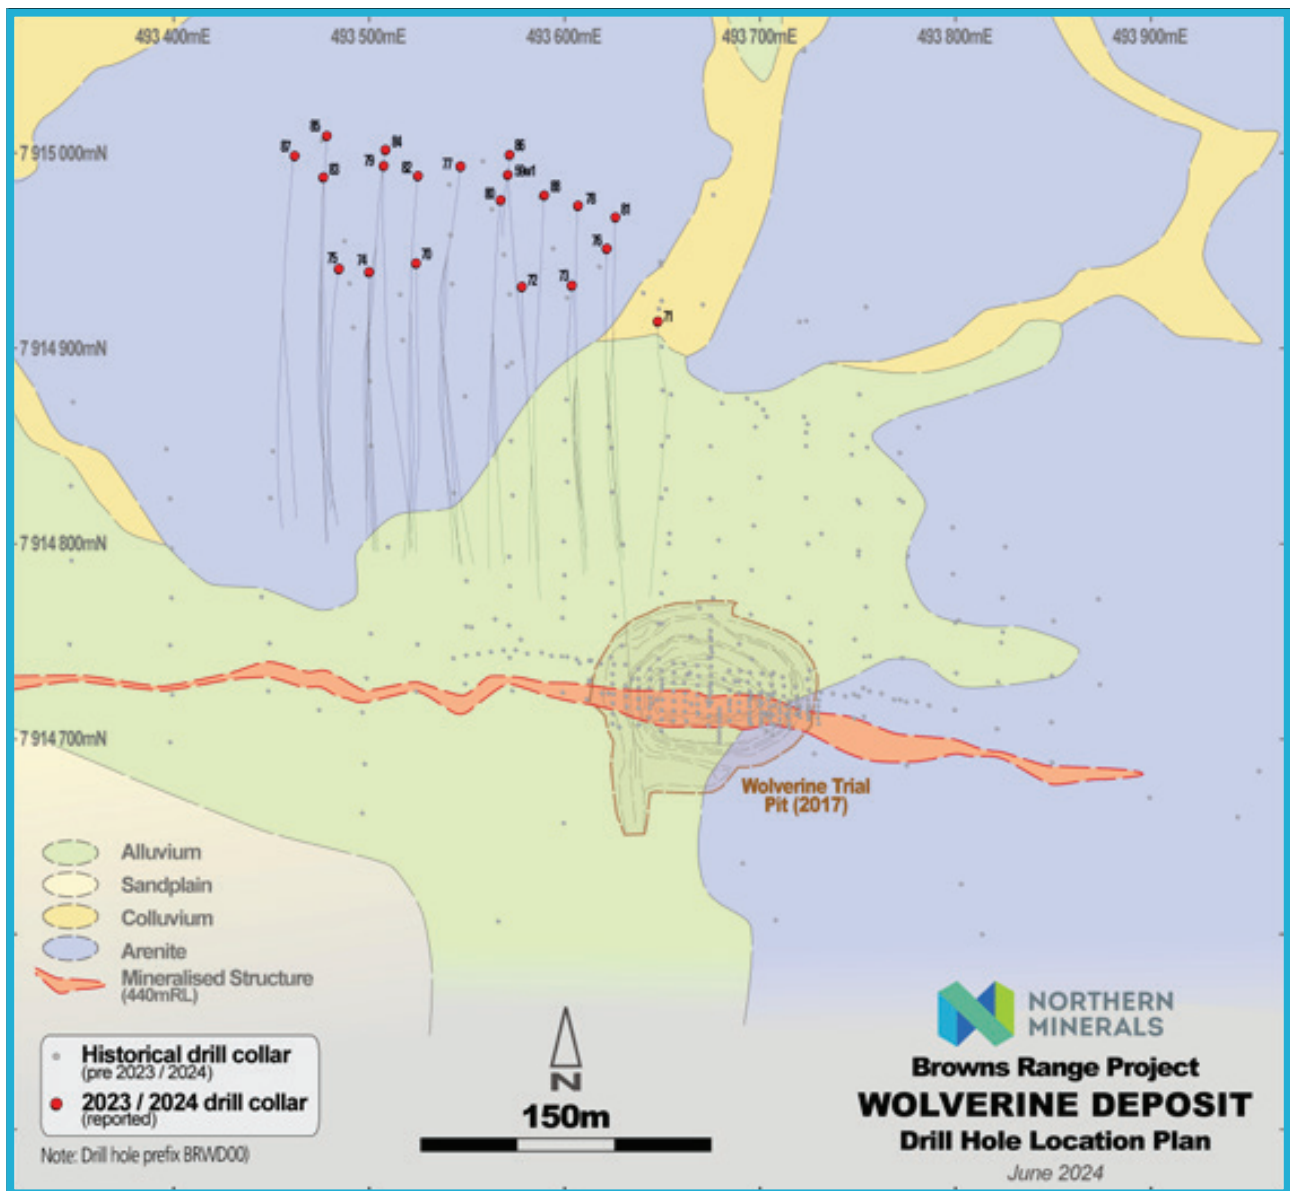 493 400mE 493 500mE 493 600mE 493 700mE 493 800mE 493 900mE
7 915 000mN
85
87
84
86
83
79
82
77
59w1
80
88
78
81
76
75
74
70
72
73
71
7 914 900mN
7 914 800mN
7 914 700mN
Wolverine Trial
Pit (2017)
Alluvium
Sandplain
Colluvium
Arenite
Mineralised Structure
(440mRL)
Historical drill collar
(pre 2023 / 2024)
2023 / 2024 drill collar
(reported)
Note: Drill hole prefix BRWD00)
N
150m
NORTHERN
MINERALS
Browns Range Project
WOLVERINE DEPOSIT
Drill Hole Location Plan
June 2024